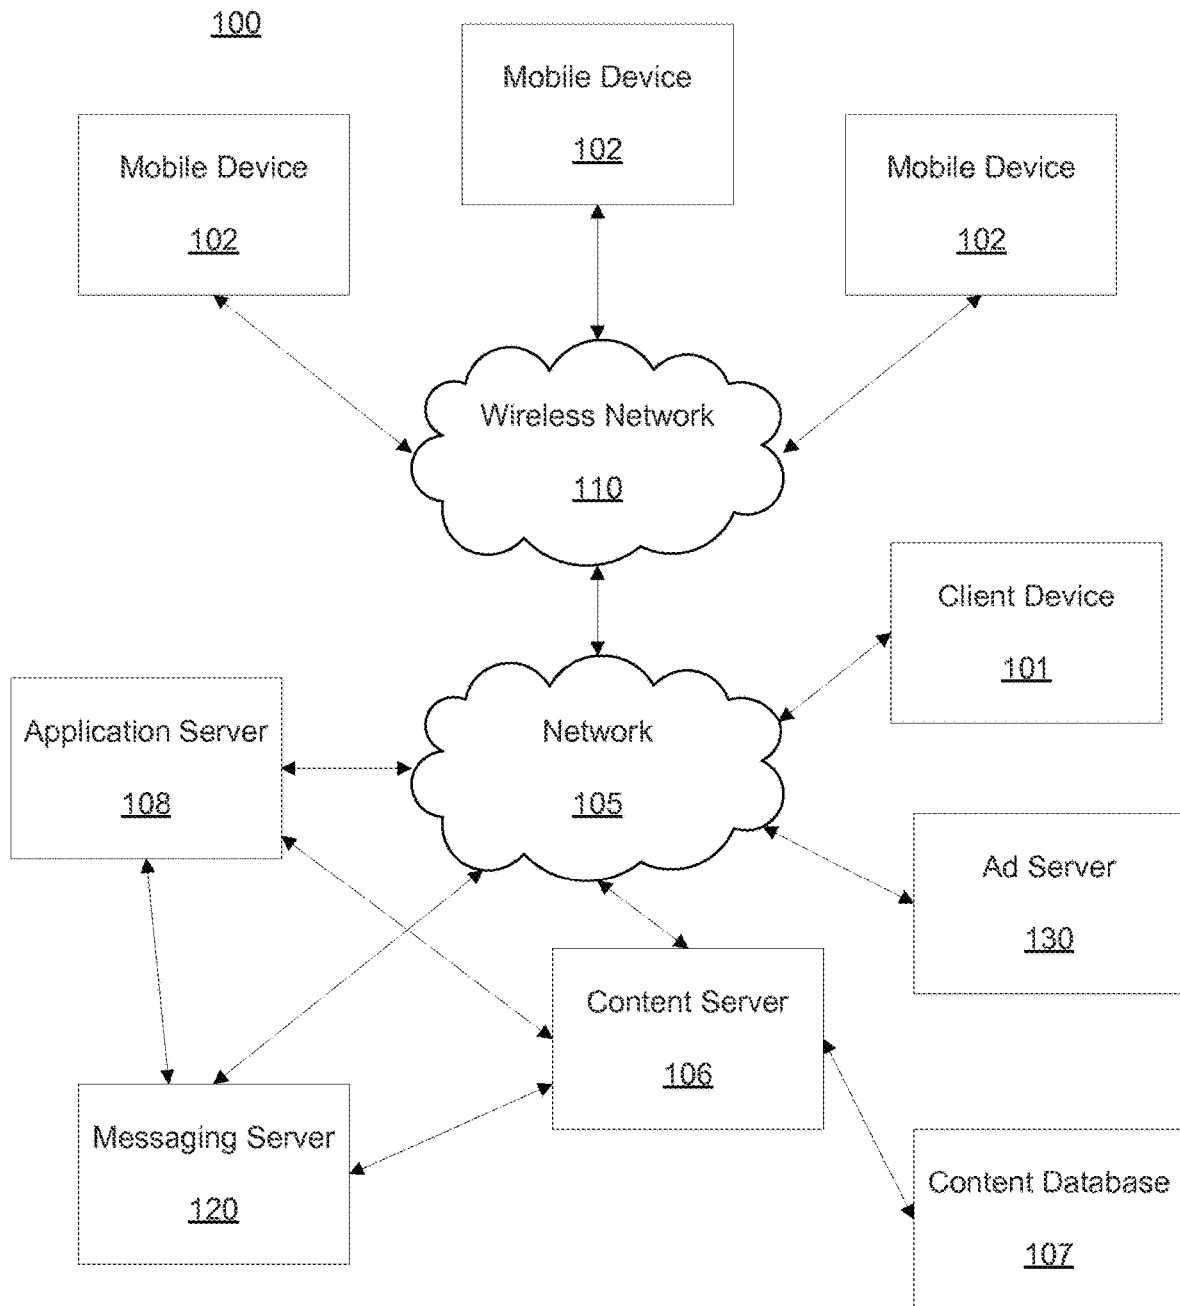 100
Mobile Device
102
Mobile Device
102
Mobile Device
102
Wireless Network
110
Client Device
101
Application Server
108
Network
105
Ad Server
130
Content Server
106
Messaging Server
120
Content Database
107